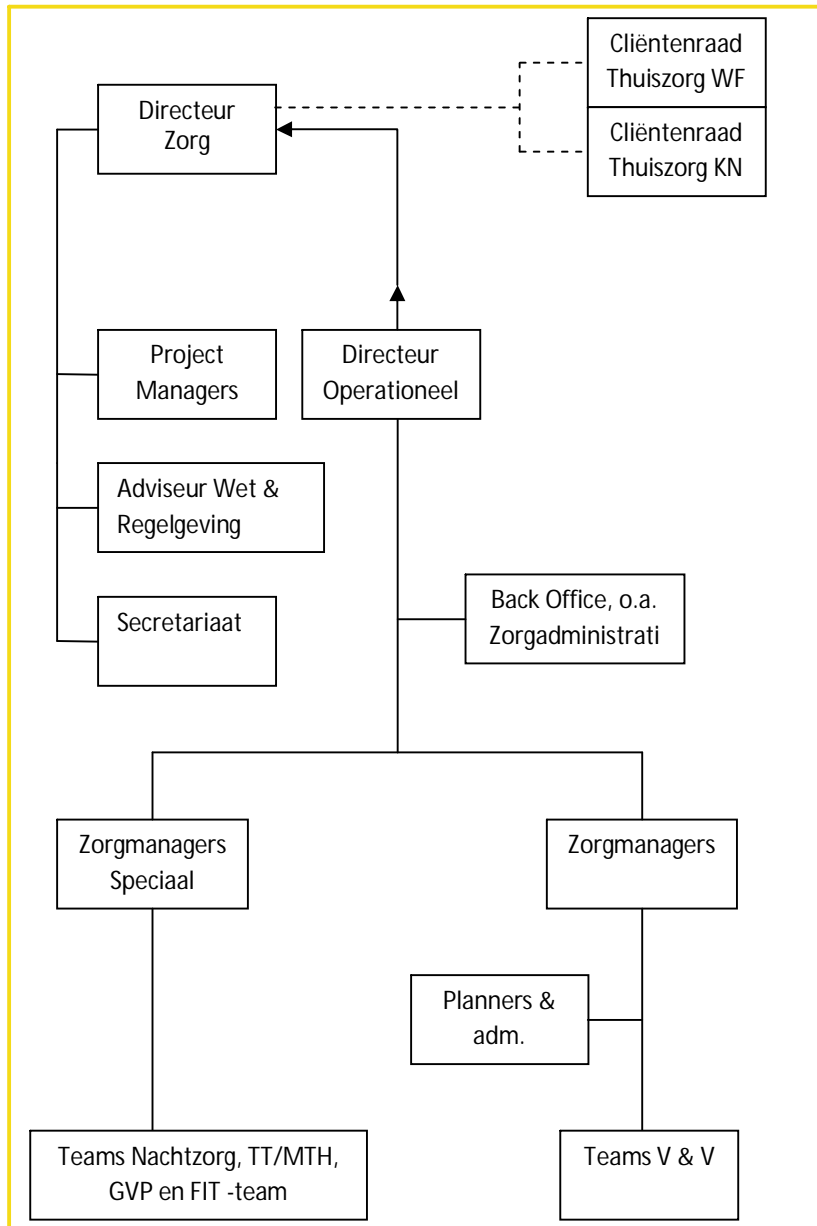 Cliëntenraad
Thuiszorg WF
Directeur
Zorg
Cliëntenraad
Thuiszorg KN
Project
Managers
Directeur
Operationeel
Adviseur Wet &
Regelgeving
Secretariaat
Back Office, o.a.
Zorgadministrati
Zorgmanagers
Speciaal
Zorgmanagers
Planners &
adm.
Teams Nachtzorg, TT/MTH,
GVP en FIT -team
Teams V & V